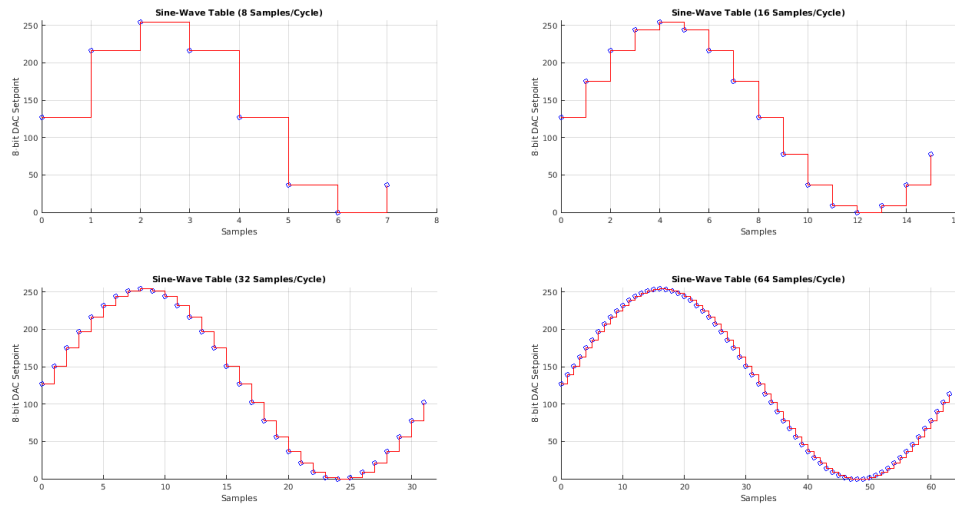 Sine-Wave Table (8 Samples/Cycle)
250
200
150
100
50
0
8 bit DAC Setpoint
0 1 2 3 4 5 6 7 8
Samples
Sine-Wave Table (16 Samples/Cycle)
250
200
150
100
50
0
8 bit DAC Setpoint
0 2 4 6 8 10 12 14 16
Samples
Sine-Wave Table (32 Samples/Cycle)
250
200
150
100
50
0
8 bit DAC Setpoint
0 5 10 15 20 25 30
Samples
Sine-Wave Table (64 Samples/Cycle)
250
200
150
100
50
0
8 bit DAC Setpoint
0 10 20 30 40 50 60
Samples